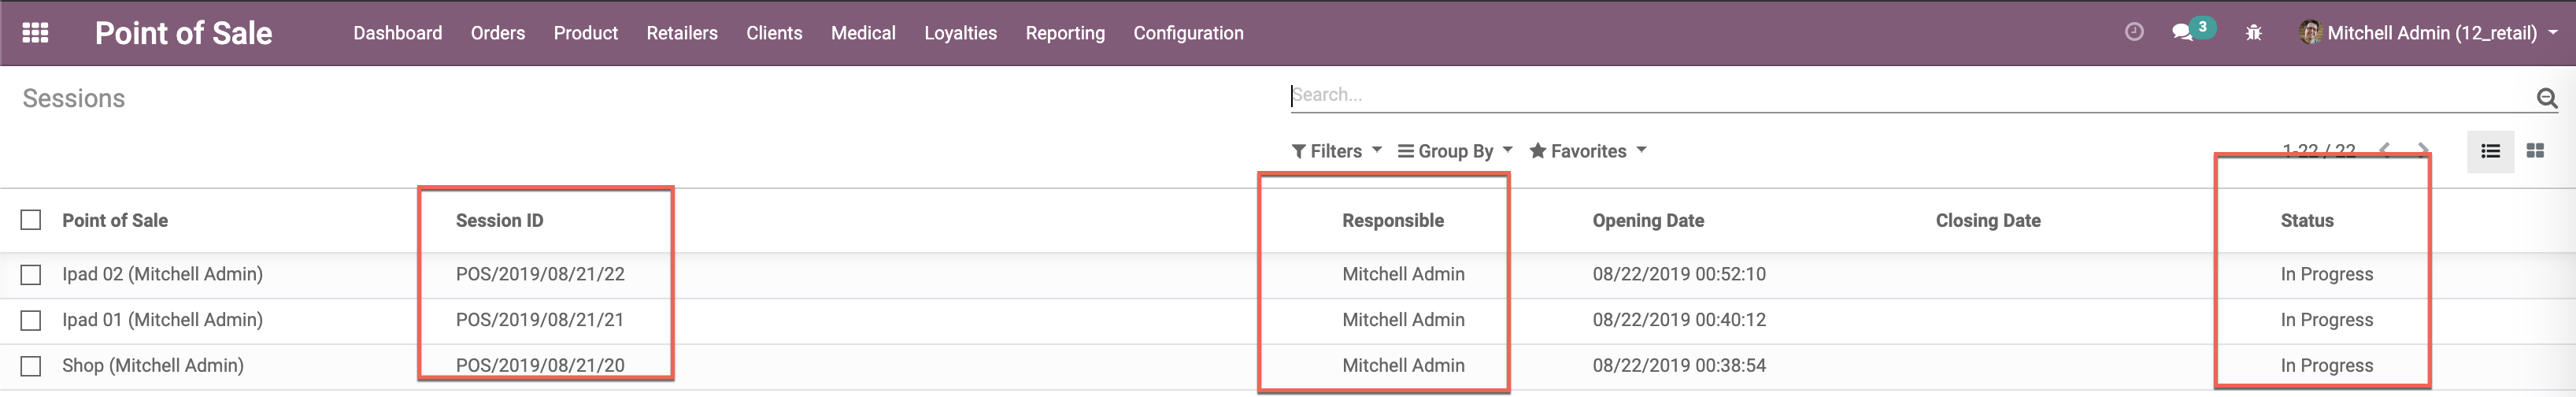 Point of Sale Dashboard Orders Product Retailers Clients Medical Loyalties Reporting Configuration 3 Mitchell Admin (12_retail)
Sessions Search...
Filters Group By Favorites 1-22 / 22
Point of Sale Session ID Responsible Opening Date Closing Date Status
Ipad 02 (Mitchell Admin) POS/2019/08/21/22 Mitchell Admin 08/22/2019 00:52:10 In Progress
Ipad 01 (Mitchell Admin) POS/2019/08/21/21 Mitchell Admin 08/22/2019 00:40:12 In Progress
Shop (Mitchell Admin) POS/2019/08/21/20 Mitchell Admin 08/22/2019 00:38:54 In Progress